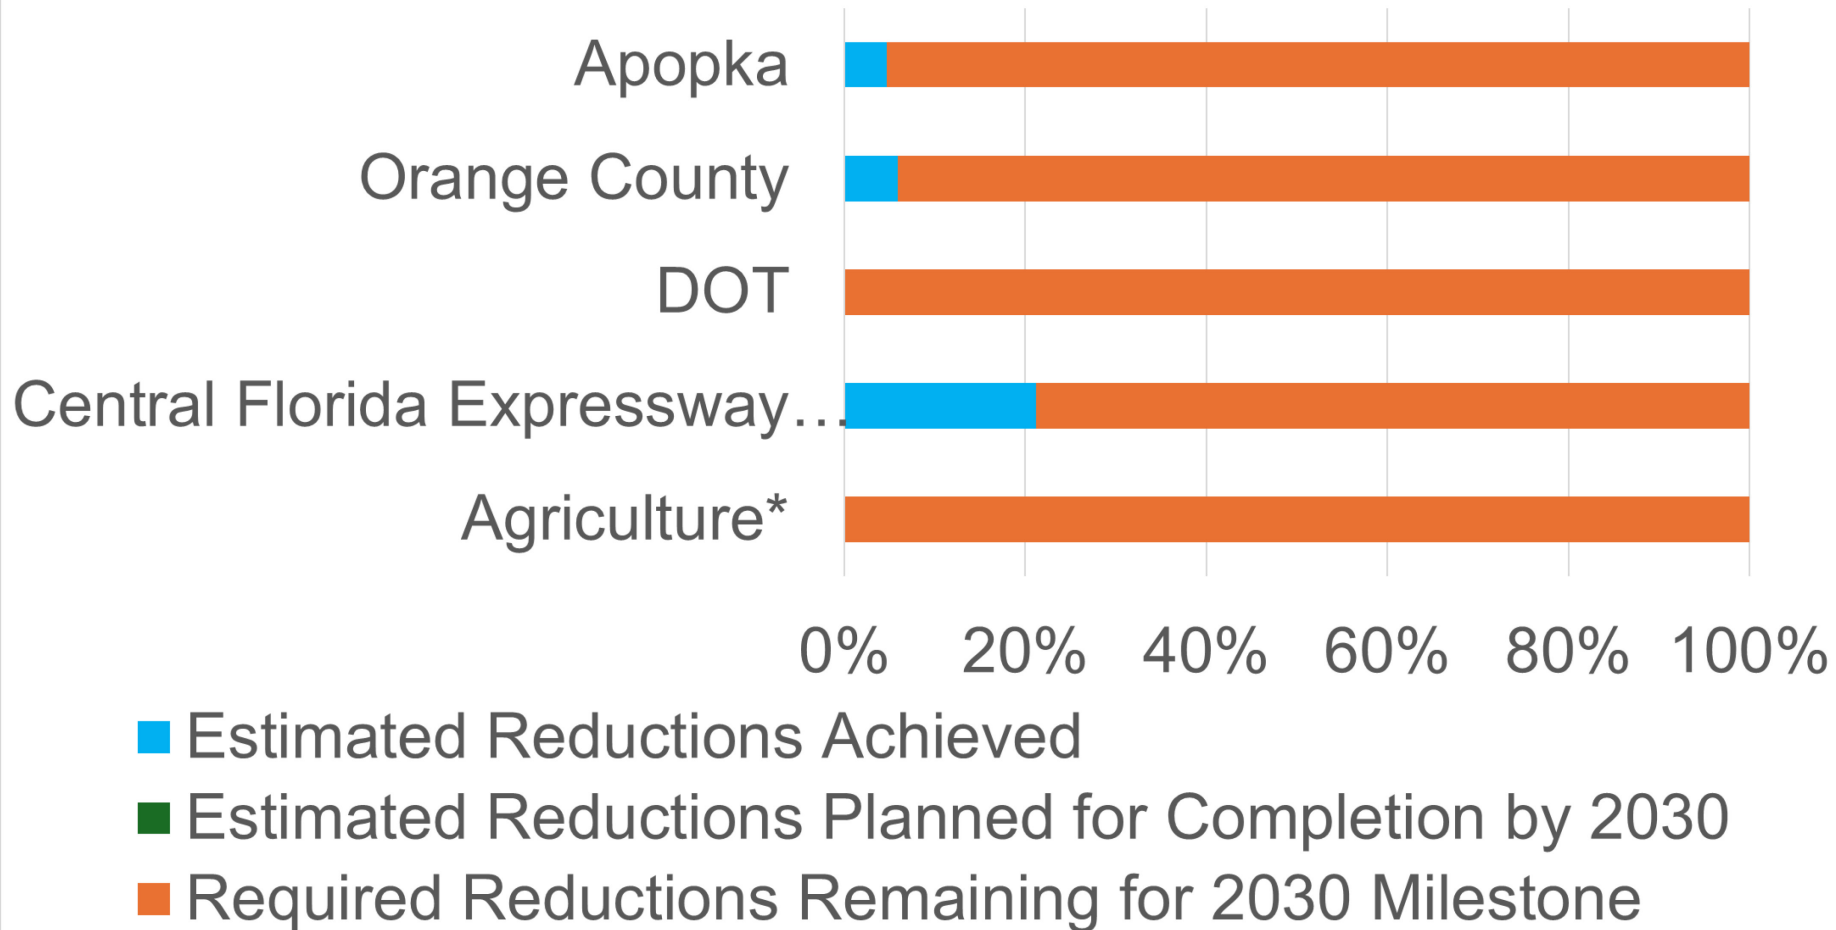 Apopka
Orange County
DOT
Central Florida Expressway…
Agriculture*
0% 20% 40% 60% 80% 100%
Estimated Reductions Achieved
Estimated Reductions Planned for Completion by 2030
Required Reductions Remaining for 2030 Milestone